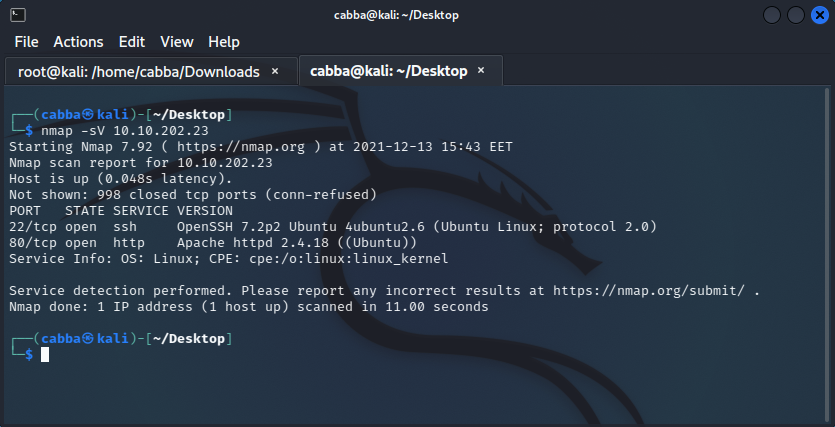 cabba@kali: ~/Desktop
File Actions Edit View Help
root@kali: /home/cabba/Downloads × cabba@kali: ~/Desktop ×
┌──(cabba㉿kali)-[~/Desktop]
└─$ nmap -sV 10.10.202.23
Starting Nmap 7.92 ( https://nmap.org ) at 2021-12-13 15:43 EET
Nmap scan report for 10.10.202.23
Host is up (0.048s latency).
Not shown: 998 closed tcp ports (conn-refused)
PORT   STATE SERVICE VERSION
22/tcp open  ssh     OpenSSH 7.2p2 Ubuntu 4ubuntu2.6 (Ubuntu Linux; protocol 2.0)
80/tcp open  http    Apache httpd 2.4.18 ((Ubuntu))
Service Info: OS: Linux; CPE: cpe:/o:linux:linux_kernel
Service detection performed. Please report any incorrect results at https://nmap.org/submit/ .
Nmap done: 1 IP address (1 host up) scanned in 11.00 seconds
┌──(cabba㉿kali)-[~/Desktop]
└─$